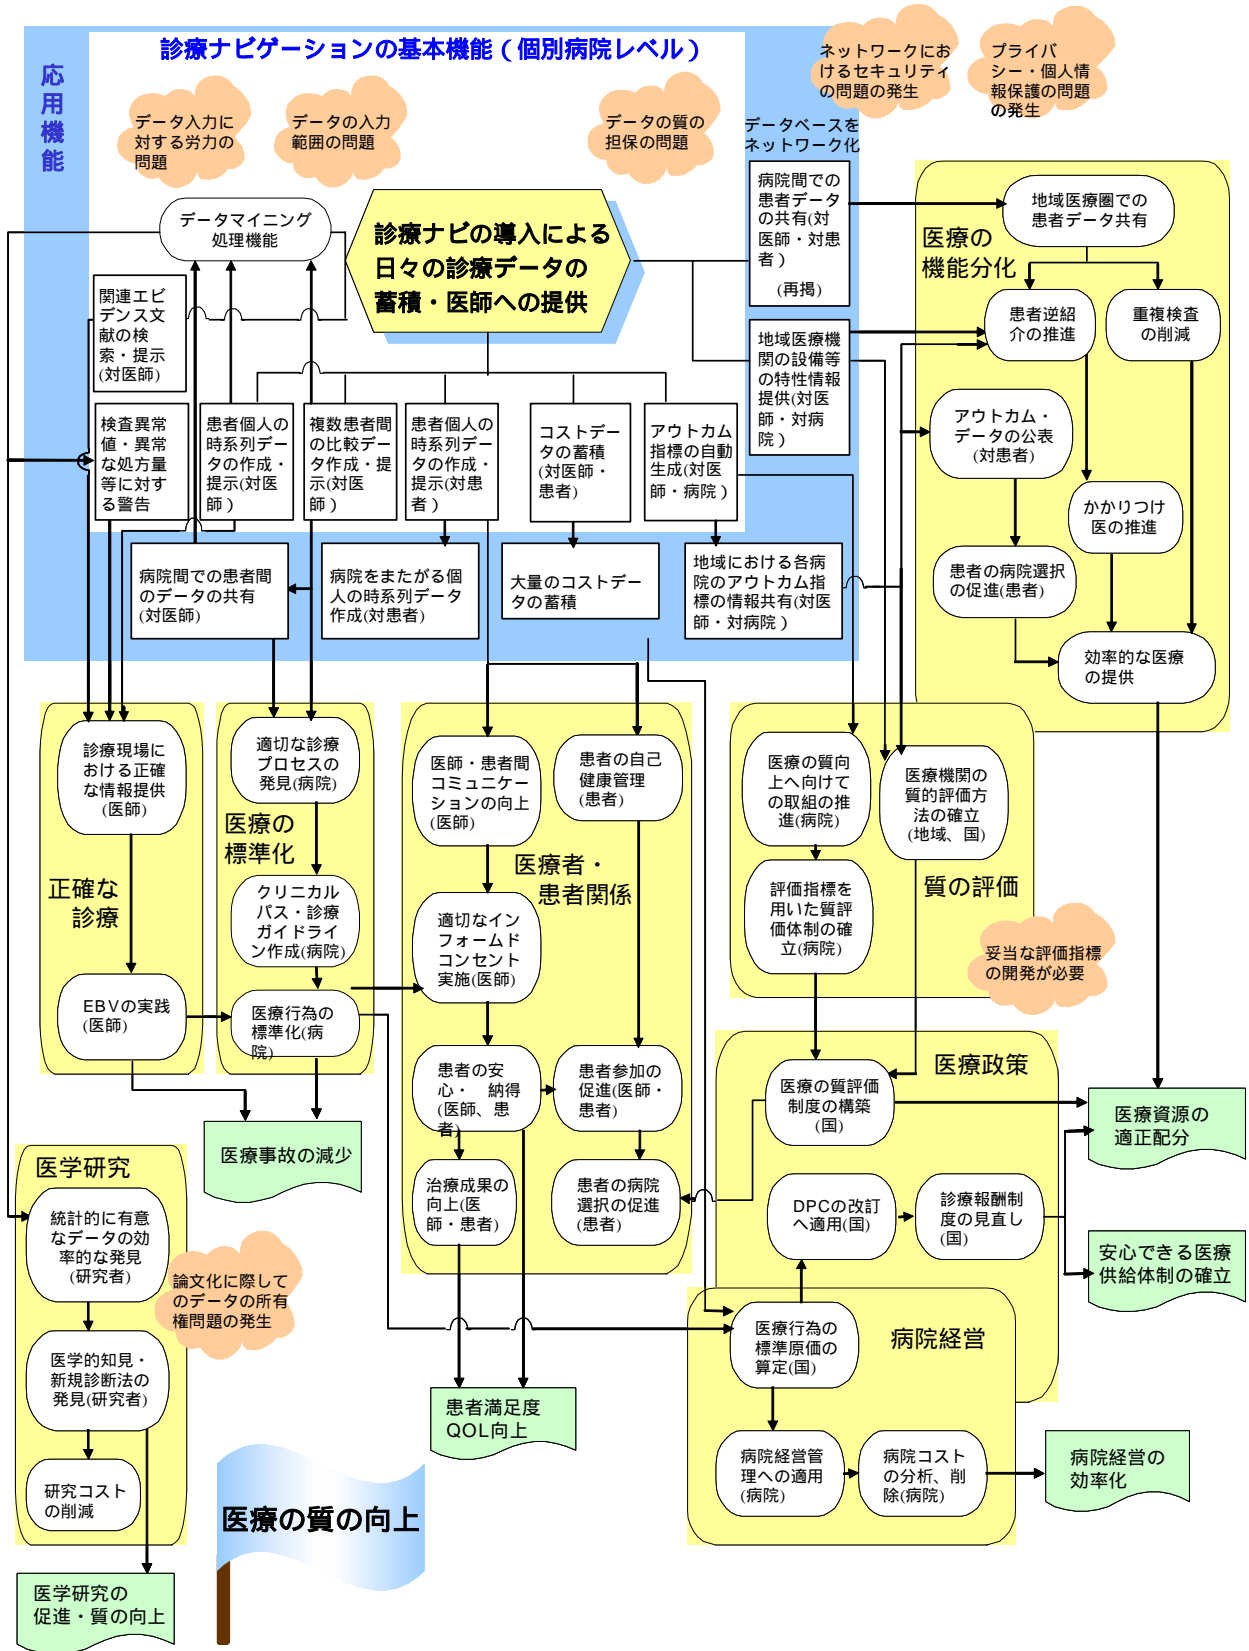 診療ナビゲーションの基本機能（個別病院レベル）
応
用
機
能
ネットワークにお
けるセキュリティ
の問題の発生
プライバ
シー・個人情
報保護の問題
の発生
データ入力に
対する労力の
問題
データの入力
範囲の問題
データの質の
担保の問題
データベースを
ネットワーク化
データマイニング
処理機能
診療ナビの導入による
日々の診療データの
蓄積・医師への提供
病院間での
患者データ
の共有(対
医師・対患
者)
(再掲)
地域医療圏での
患者データ共有
医療の
機能分化
関連エビ
デンス文
献の検
索・提示
(対医師)
患者逆紹
介の推進
重複検査
の削減
地域医療機
関の設備等
の特性情報
提供(対医
師・対病
院)
検査異常
値・異常
な処方量
等に対す
る警告
患者個人の
時系列デー
タの作成・
提示(対医
師)
複数患者間
の比較デー
タ作成・提
示(対医
師)
患者個人の
時系列デー
タの作成・
提示(対患
者)
コストデー
タの蓄積
(対医師・
患者)
アウトカム
指標の自動
生成(対医
師・病院)
アウトカム・
データの公表
(対患者)
かかりつけ
医の推進
病院間での患者間
のデータの共有
(対医師)
病院をまたがる個
人の時系列データ
作成(対患者)
大量のコストデー
タの蓄積
地域における各病
院のアウトカム指
標の情報共有(対医
師・対病院)
患者の病院選択
の促進(患者)
効率的な医療
の提供
診療現場に
おける正確
な情報提供
(医師)
正確な
診療
EBVの実践
(医師)
適切な診療
プロセスの
発見(病院)
医療の
標準化
クリニカル
パス・診療
ガイドライ
ン作成(病院)
医療行為の
標準化(病
院)
医師・患者間
コミュニケー
ションの向上
(医師)
患者の自己
健康管理
(患者)
医療者・
患者関係
適切なイン
フォームド
コンセント
実施(医師)
患者の安
心・　納得
(医師、患
者)
患者参加の
促進(医師・
患者)
治療成果の
向上(医
師・患者)
患者の病院
選択の促進
(患者)
医療の質向
上へ向けて
の取組の推
進(病院)
医療機関の
質的評価方
法の確立
(地域、国)
評価指標を
用いた質評
価体制の確
立(病院)
質の評価
妥当な評価指標
の開発が必要
医療政策
医療の質評価
制度の構築
(国)
DPCの改訂
へ適用(国)
診療報酬制
度の見直し
(国)
医療資源の
適正配分
安心できる医療
供給体制の確立
医療事故の減少
医学研究
統計的に有意
なデータの効
率的な発見
(研究者)
論文化に際して
のデータの所有
権問題の発生
医学的知見・
新規診断法の
発見(研究者)
研究コスト
の削減
医学研究の
促進・質の向上
患者満足度
QOL向上
医療の質の向上
医療行為の
標準原価の
算定(国)
病院経営
病院経営管
理への適用
(病院)
病院コスト
の分析、削
除(病院)
病院経営の
効率化